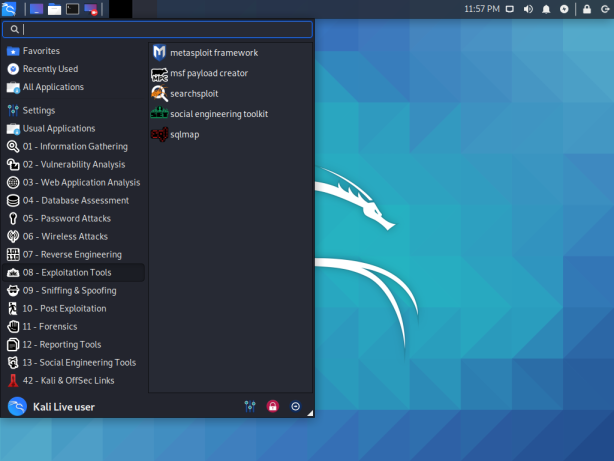 11:57 PM
Favorites
Recently Used
All Applications
Settings
Usual Applications
01 - Information Gathering
02 - Vulnerability Analysis
03 - Web Application Analysis
04 - Database Assessment
05 - Password Attacks
06 - Wireless Attacks
07 - Reverse Engineering
08 - Exploitation Tools
09 - Sniffing & Spoofing
10 - Post Exploitation
11 - Forensics
12 - Reporting Tools
13 - Social Engineering Tools
42 - Kali & OffSec Links
metasploit framework
msf payload creator
searchsploit
social engineering toolkit
sqlmap
Kali Live user